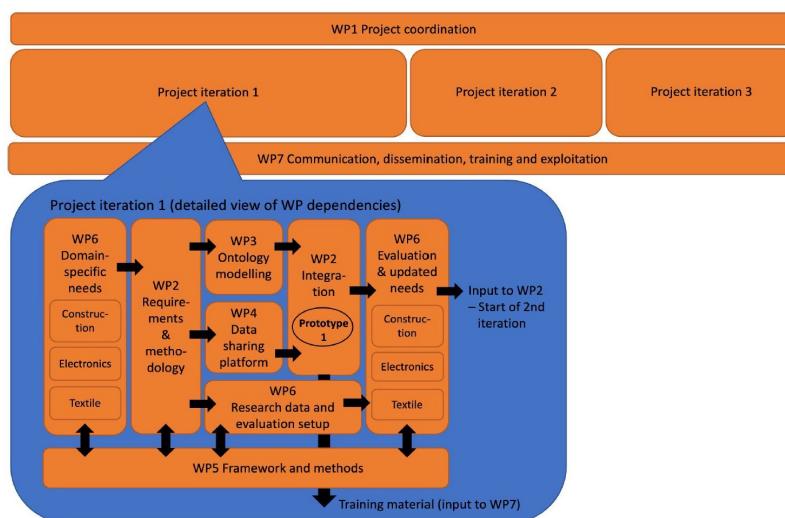 WP1 Project coordination
Project iteration 1
Project iteration 2
Project iteration 3
WP7 Communication, dissemination, training and exploitation
Project iteration 1 (detailed view of WP dependencies)
WP6
Domain-
specific
needs
Construc-
tion
Electronics
Textile
WP2
Require-
ments
&
metho-
dology
WP3
Ontology
modelling
WP4
Data
sharing
platform
WP2
Integra-
tion
Prototype
1
WP6
Research data and
evaluation setup
WP6
Evaluation
& updated
needs
Construc-
tion
Electronics
Textile
Input to WP2
– Start of 2nd
iteration
WP5 Framework and methods
Training material (input to WP7)